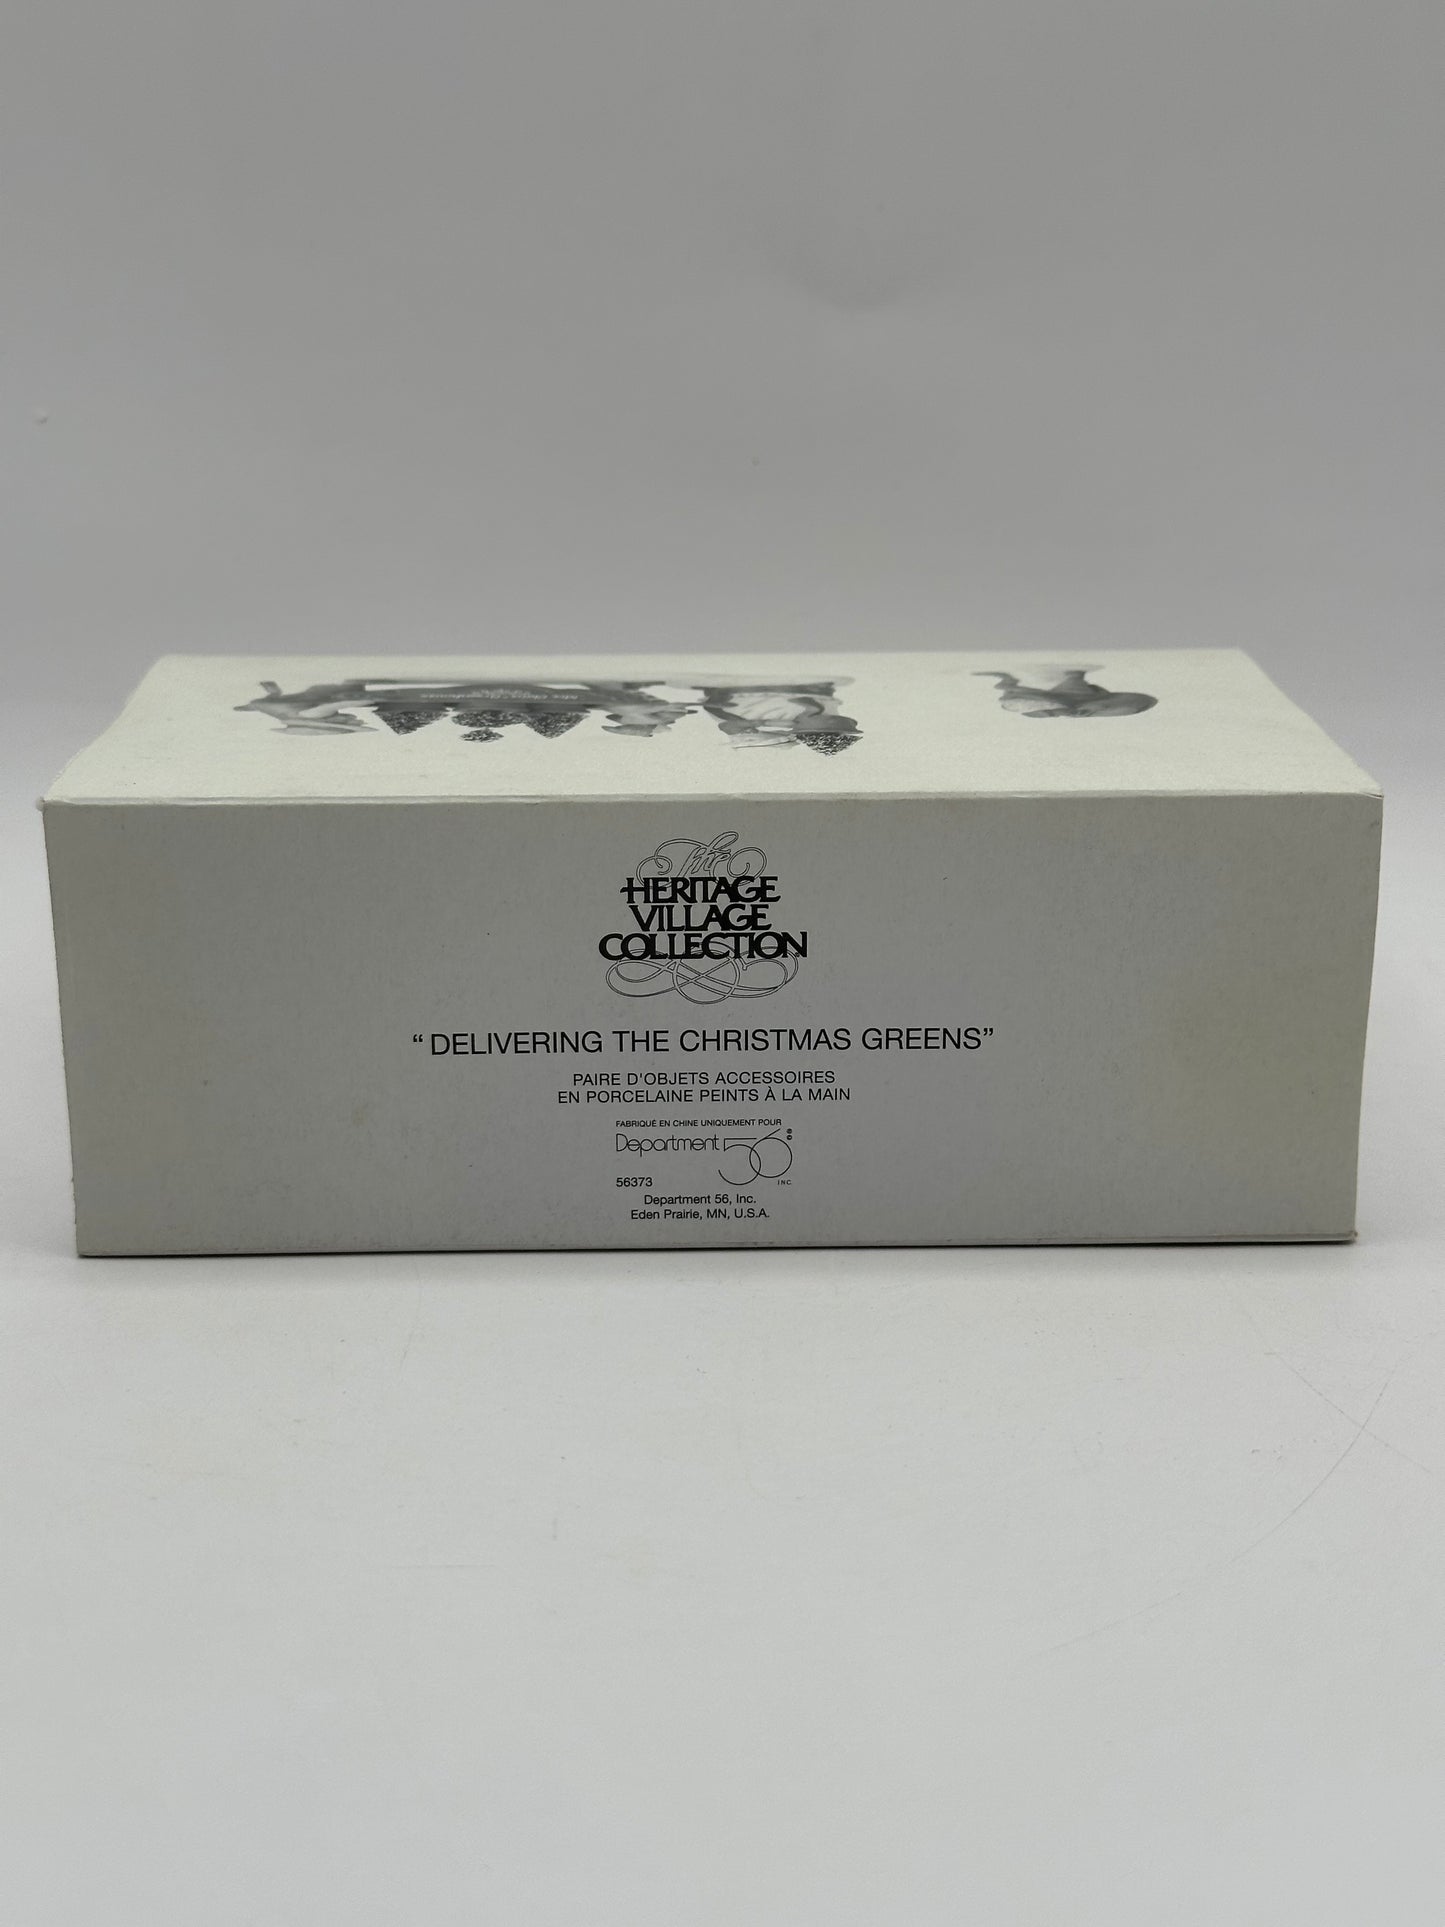 The
HERITAGE
VILLAGE
COLLECTION
“DELIVERING THE CHRISTMAS GREENS”
PAIRE D'OBJETS ACCESSOIRES
EN PORCELAINE PEINTS À LA MAIN
FABRIQUÉ EN CHINE UNIQUEMENT POUR
Department 56 ®©
56373 INC.
Department 56, Inc.
Eden Prairie, MN, U.S.A.